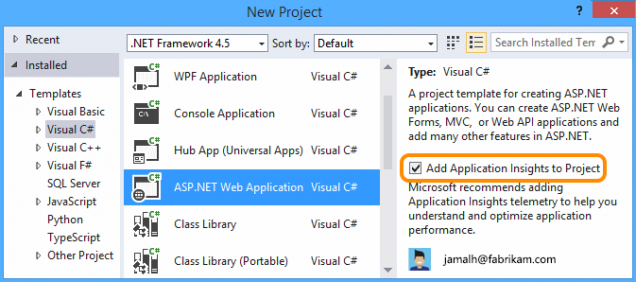 New Project
? ×
Recent
.NET Framework 4.5 Sort by: Default
Search Installed Tem
Installed
Templates
Visual Basic
Visual C#
Visual C++
Visual F#
SQL Server
JavaScript
Python
TypeScript
Other Project
C# WPF Application Visual C#
C# C:\ Console Application Visual C#
C# Hub App (Universal Apps) Visual C#
C# ASP.NET Web Application Visual C#
C# Class Library Visual C#
C# Class Library (Portable) Visual C#
Type: Visual C#
A project template for creating ASP.NET
applications. You can create ASP.NET Web
Forms, MVC, or Web API applications and
add many other features in ASP.NET.
Add Application Insights to Project
Microsoft recommends adding
Application Insights telemetry to help you
understand and optimize application
performance.
jamalh@fabrikam.com